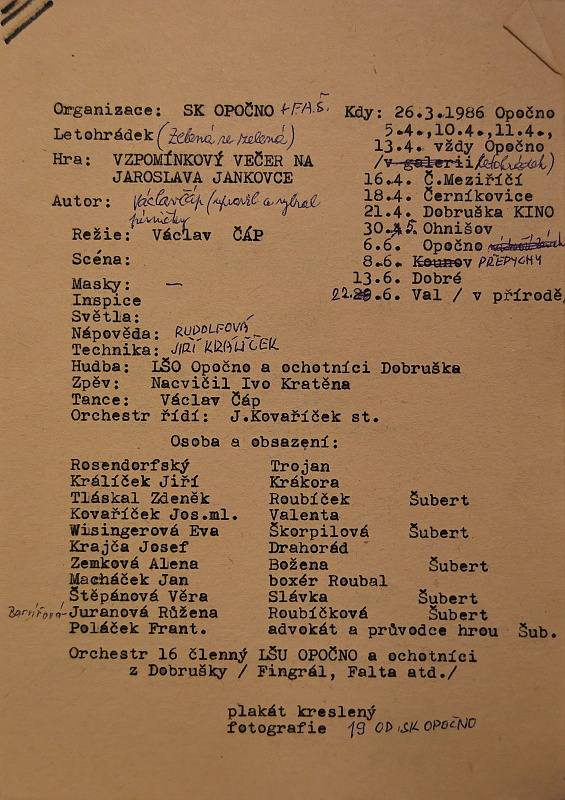 Organizace: SK OPOČNO + F.A.Š. Kdy: 26.3.1986 Opočno
Letohrádek (Zelená se zelená) 5.4.,10.4.,11.4.,
13.4. vždy Opočno
Hra: VZPOMÍNKOVÝ VEČER NA /v galerii/ letohrádek)
JAROSLAVA JANKOVCE 16.4. Č.Meziříčí
18.4. Černíkovice
Autor: Václav Čáp (upravil a vybral 21.4. Dobruška KINO
písničky
30.5. Ohnišov
Režie: Václav ČÁP 6.6. Opočno
Scéna: 8.6. Kounov PŘEPYCHY
13.6. Dobré
Masky: — 22.6. Val / v přírodě/
Inspice
Světla:
Nápověda: RUDOLFOVÁ
Technika: JIŘÍ KRÁLÍČEK
Hudba: LŠO Opočno a ochotníci Dobruška
Zpěv: Nacvičil Ivo Kratěna
Tance: Václav Čáp
Orchestr řídí: J.Kovaříček st.
Osoba a obsazení:
Rosendorfský Trojan
Králíček Jiří Krákora
Tláskal Zdeněk Roubíček Šubert
Kovaříček Jos.ml. Valenta
Wisingerová Eva Škorpilová Šubert
Krajča Josef Drahorád
Zemková Alena Božena Šubert
Macháček Jan boxér Roubal
Štěpánová Věra Slávka Šubert
Juranová Růžena Roubíčková Šubert
Poláček Frant. advokát a průvodce hrou Šub.
Orchestr 16 členný LŠU OPOČNO a ochotníci
z Dobrušky / Fingrál, Falta atd./
plakát kreslený
fotografie 19 OD SK OPOČNO